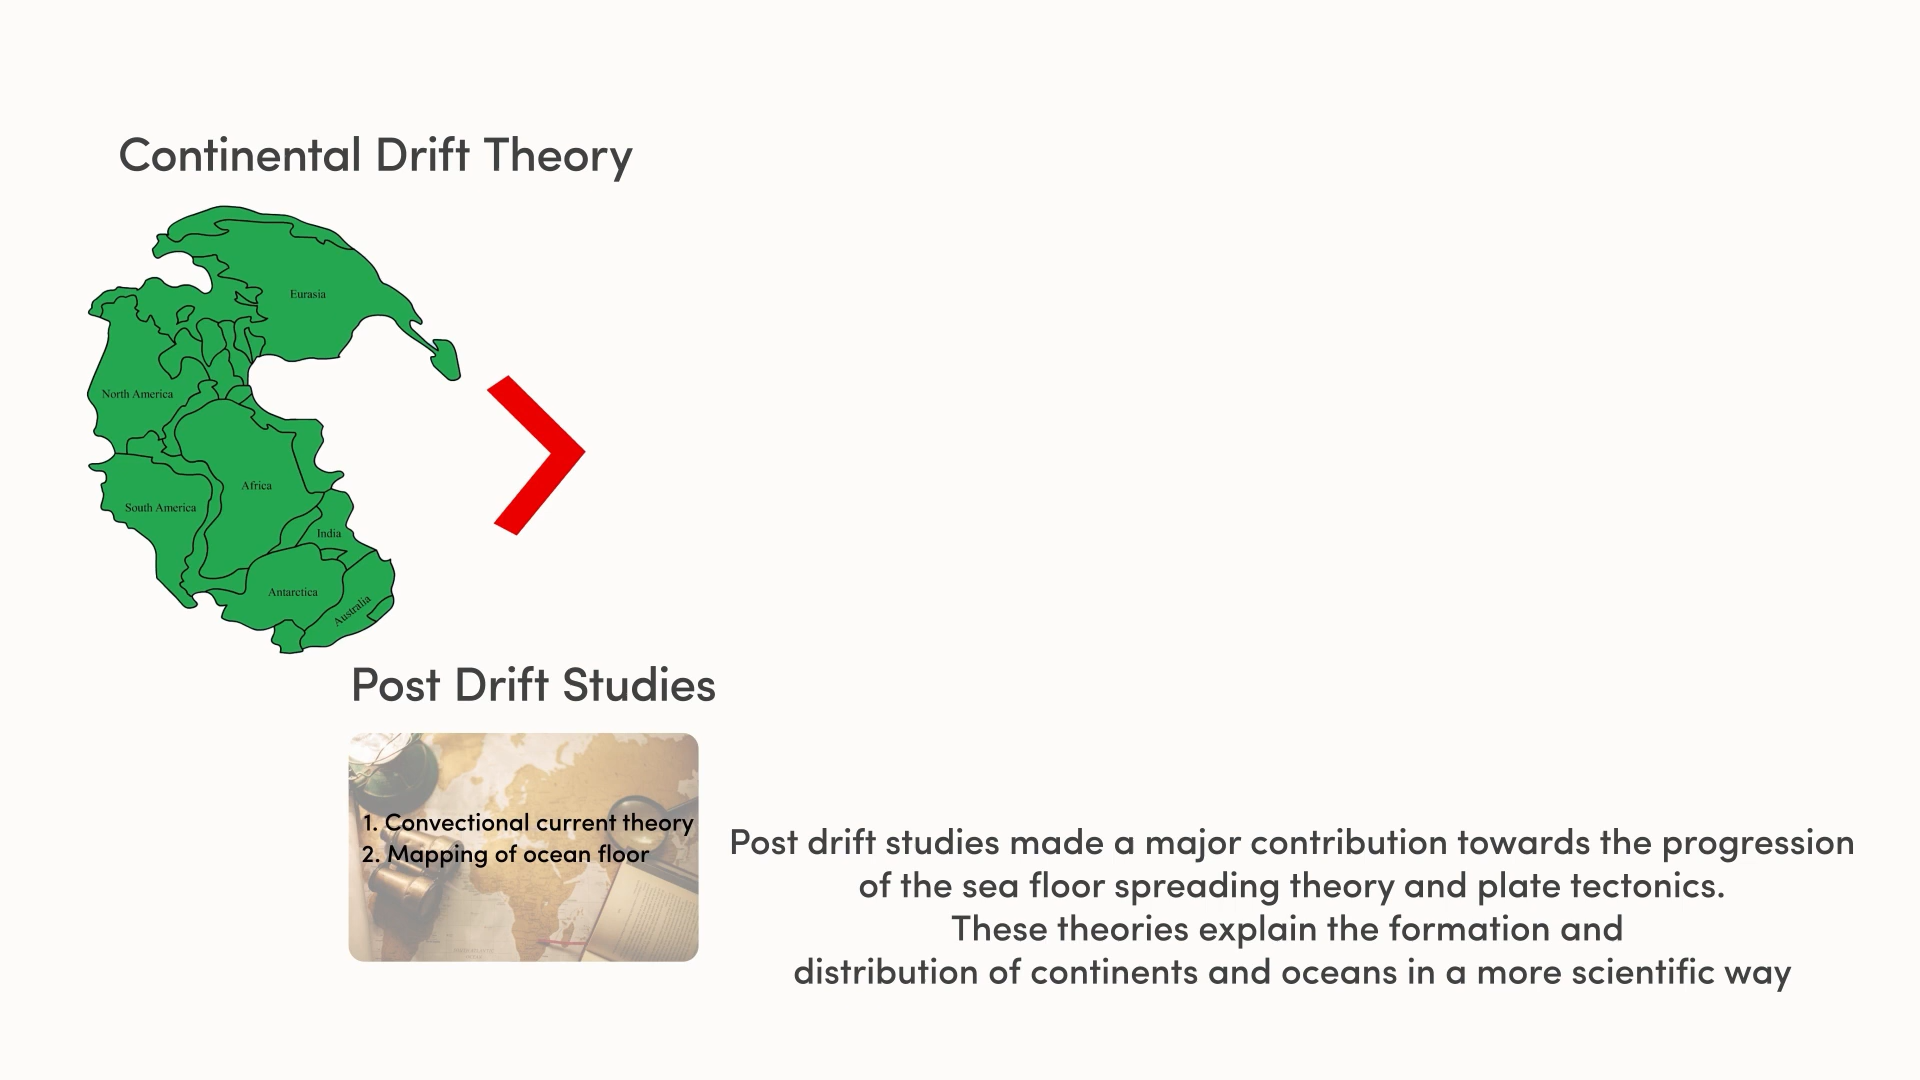 Continental Drift Theory
Eurasia
North America
Africa
South America
India
Antarctica
Australia
Post Drift Studies
1. Convectional current theory
2. Mapping of ocean floor
Post drift studies made a major contribution towards the progression
of the sea floor spreading theory and plate tectonics.
These theories explain the formation and
distribution of continents and oceans in a more scientific way